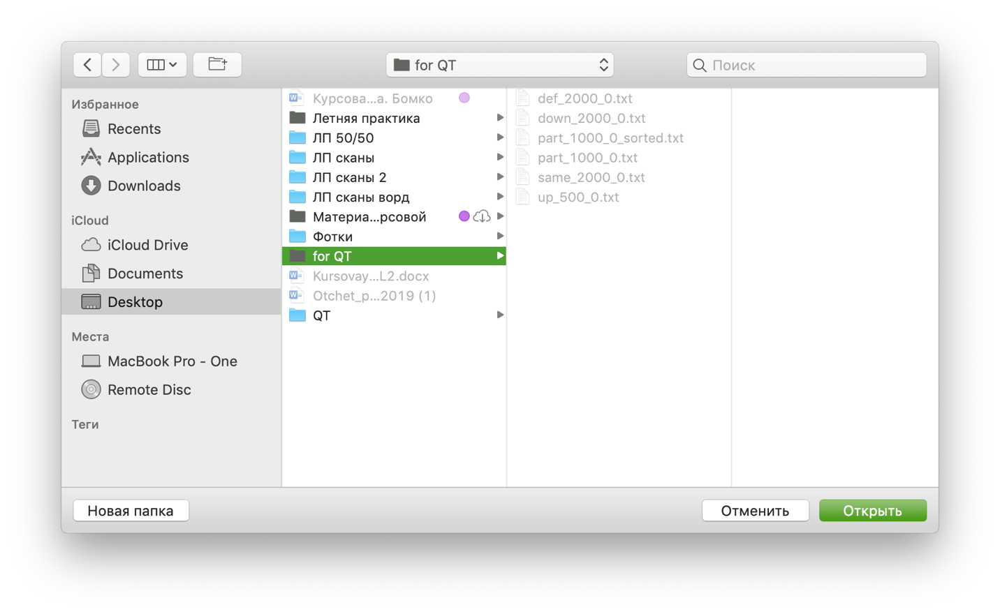 for QT
Поиск
Избранное
Recents
Applications
Downloads
iCloud
iCloud Drive
Documents
Desktop
Места
MacBook Pro - One
Remote Disc
Теги
Курсова...а. Бомко
Летняя практика
ЛП 50/50
ЛП сканы
ЛП сканы 2
ЛП сканы ворд
Материа...рсовой
Фотки
for QT
Kursovay...L2.docx
Otchet_p...2019 (1)
QT
def_2000_0.txt
down_2000_0.txt
part_1000_0_sorted.txt
part_1000_0.txt
same_2000_0.txt
up_500_0.txt
Новая папка
Отменить
Открыть